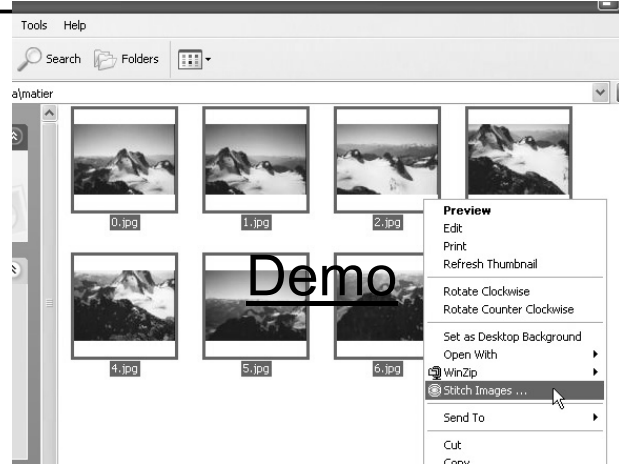 Tools Help
Search Folders
a\matier
0.jpg 1.jpg 2.jpg
Preview
Edit
Print
Refresh Thumbnail
Demo
Rotate Clockwise
Rotate Counter Clockwise
Set as Desktop Background
4.jpg 5.jpg 6.jpg
Open With
WinZip
Stitch Images ...
Send To
Cut
Copy